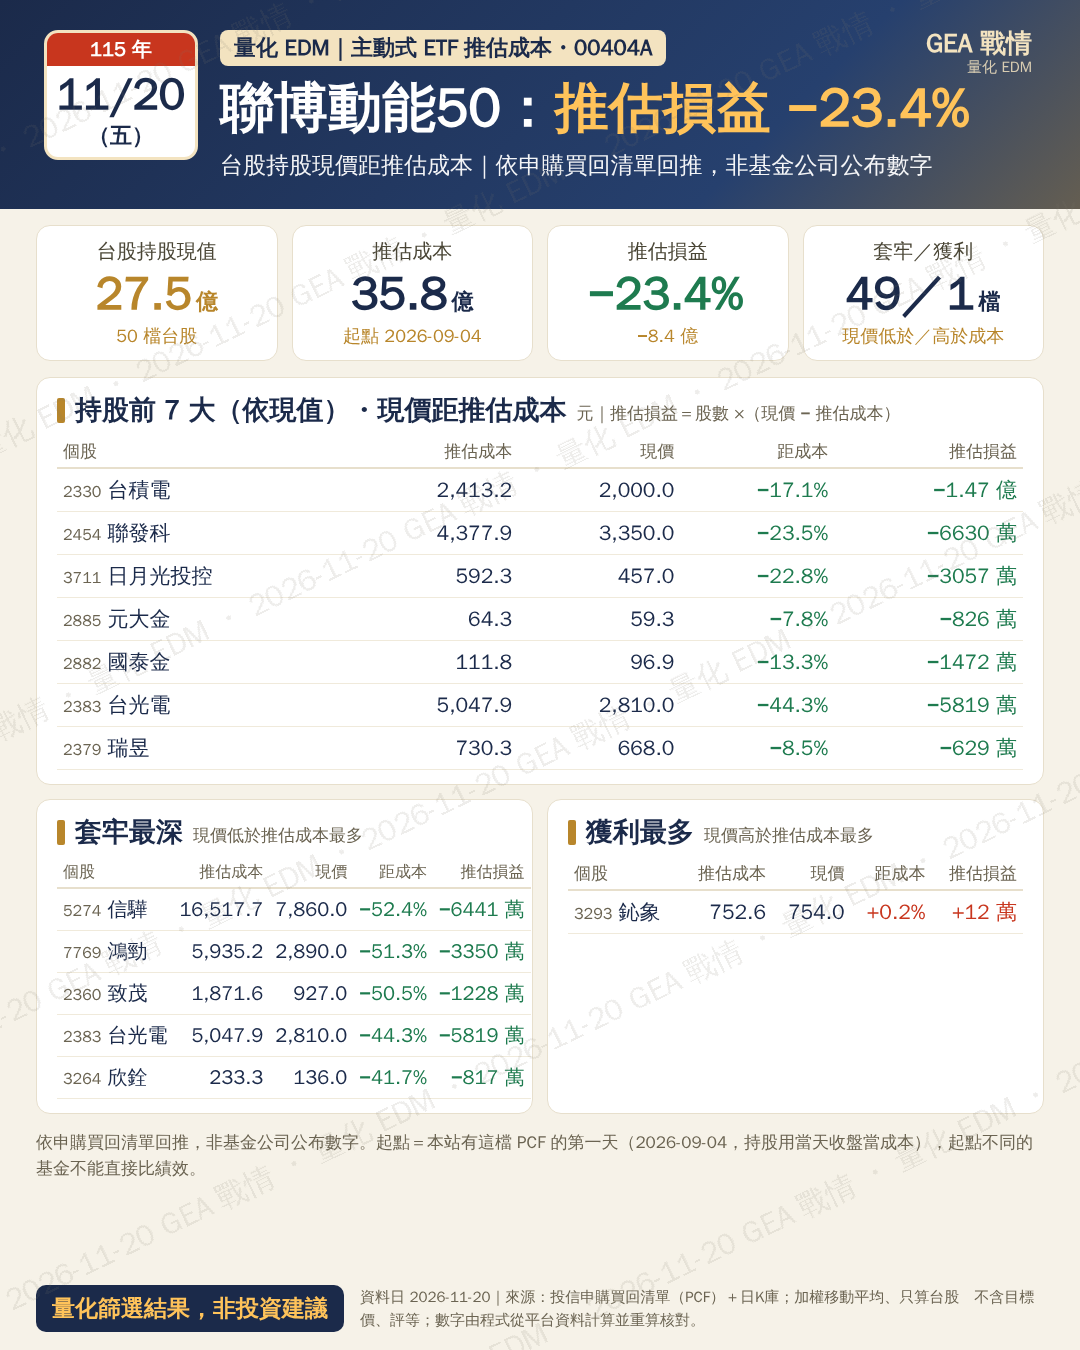 115 年
11/20
（五）
量化 EDM｜主動式 ETF 推估成本・00404A
聯博動能50：推估損益 −23.4%
台股持股現價距推估成本｜依申購買回清單回推，非基金公司公布數字
GEA 戰情
量化 EDM
台股持股現值
27.5 億
50 檔台股
推估成本
35.8 億
起點 2026-09-04
推估損益
−23.4%
−8.4 億
套牢／獲利
49／1 檔
現價低於／高於成本
持股前 7 大（依現值）・現價距推估成本 元｜推估損益＝股數 ×（現價 − 推估成本）
個股 推估成本 現價 距成本 推估損益
2330 台積電 2,413.2 2,000.0 −17.1% −1.47 億
2454 聯發科 4,377.9 3,350.0 −23.5% −6630 萬
3711 日月光投控 592.3 457.0 −22.8% −3057 萬
2885 元大金 64.3 59.3 −7.8% −826 萬
2882 國泰金 111.8 96.9 −13.3% −1472 萬
2383 台光電 5,047.9 2,810.0 −44.3% −5819 萬
2379 瑞昱 730.3 668.0 −8.5% −629 萬
套牢最深 現價低於推估成本最多
個股 推估成本 現價 距成本 推估損益
5274 信驊 16,517.7 7,860.0 −52.4% −6441 萬
7769 鴻勁 5,935.2 2,890.0 −51.3% −3350 萬
2360 致茂 1,871.6 927.0 −50.5% −1228 萬
2383 台光電 5,047.9 2,810.0 −44.3% −5819 萬
3264 欣銓 233.3 136.0 −41.7% −817 萬
獲利最多 現價高於推估成本最多
個股 推估成本 現價 距成本 推估損益
3293 鈊象 752.6 754.0 +0.2% +12 萬
依申購買回清單回推，非基金公司公布數字。起點＝本站有這檔 PCF 的第一天（2026-09-04，持股用當天收盤當成本），起點不同的
基金不能直接比績效。
量化篩選結果，非投資建議
資料日 2026-11-20｜來源：投信申購買回清單（PCF）＋日K庫；加權移動平均、只算台股　不含目標
價、評等；數字由程式從平台資料計算並重算核對。